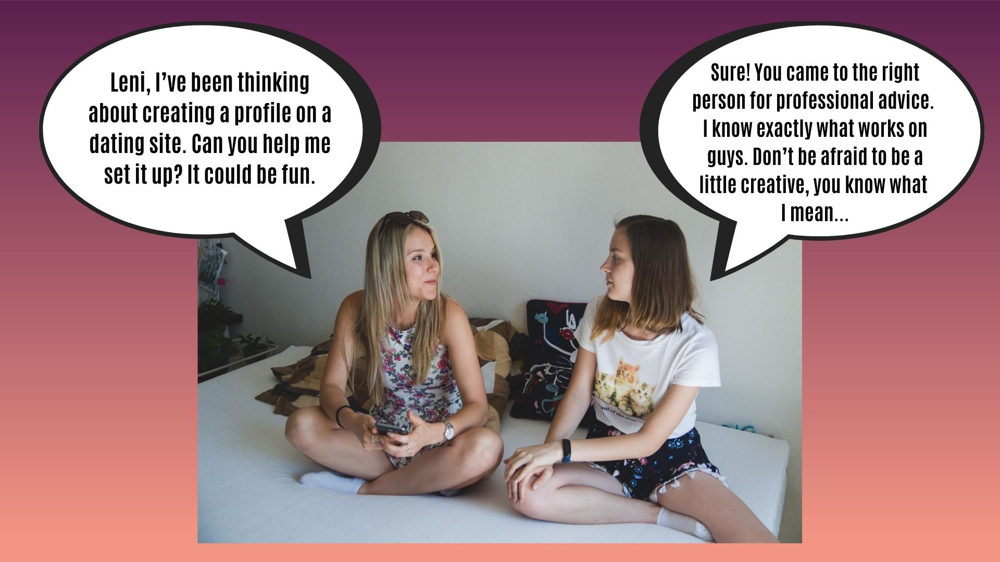 Leni, I’ve been thinking
about creating a profile on a
dating site. Can you help me
set it up? It could be fun.
Sure! You came to the right
person for professional advice.
I know exactly what works on
guys. Don’t be afraid to be a
little creative, you know what
I mean...
of the year